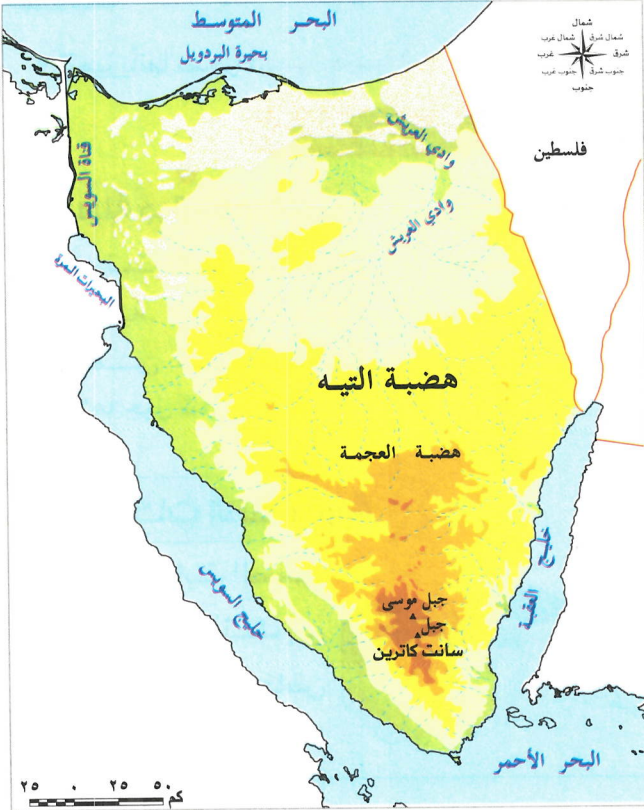 البحر المتوسط
بحيرة البردويل
شمال
شمال شرق
شمال غرب
شرق
غرب
جنوب شرق
جنوب غرب
جنوب
فلسطين
وادي العريش
وادي العريش
قناة السويس
البحيرات المرة
هضبة التيه
هضبة العجمة
خليج العقبة
خليج السويس
جبل موسى
جبل
سانت كاترين
البحر الأحمر
٢٥ ٠ ٢٥ ٥٠ كم